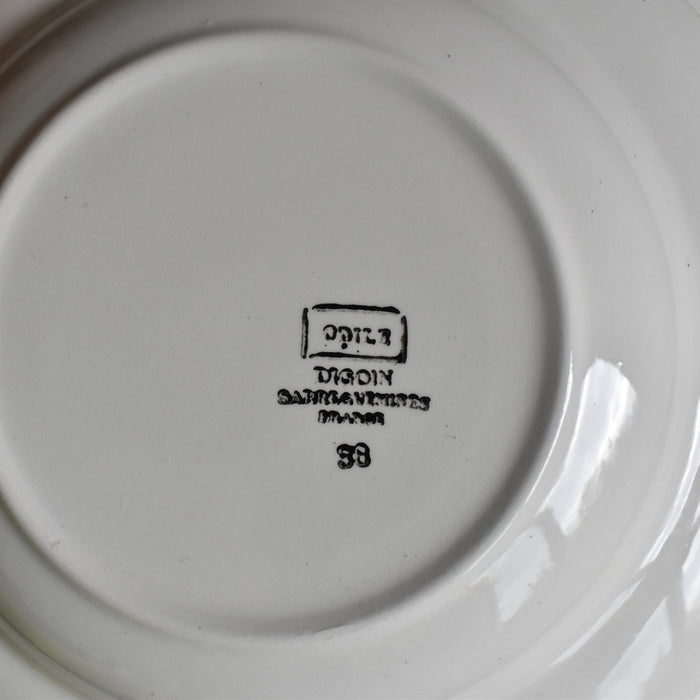 ODILE
DIGOIN
SARREGUEMINES
FRANCE
38